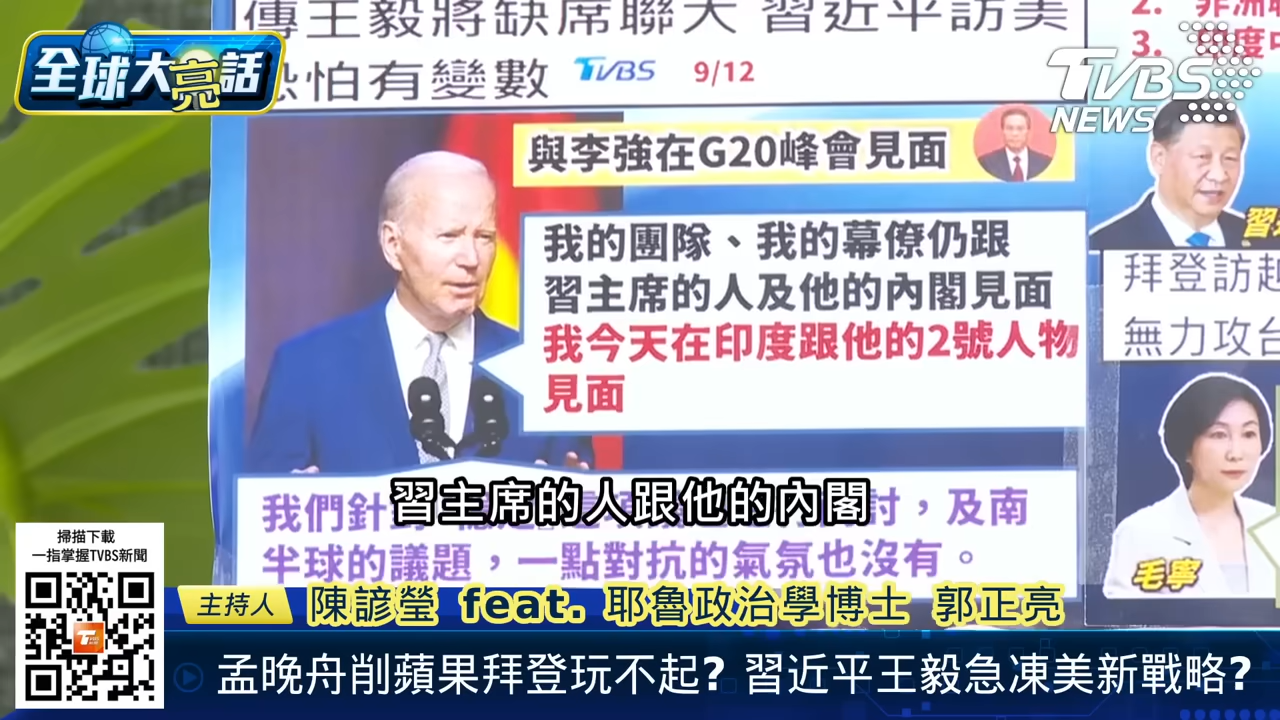 傳王毅將缺席聯大 習近平訪美
恐怕有變數 TVBS 9/12
全球大亮話
TVBS
NEWS
2. 非洲
3. 印度中
與李強在G20峰會見面
我的團隊、我的幕僚仍跟
習主席的人及他的內閣見面
我今天在印度跟他的2號人物
見面
習
拜登訪越
無力攻台
習主席的人跟他的內閣
我們針對 討,及南
半球的議題,一點對抗的氣氛也沒有。
毛寧
掃描下載
一指掌握TVBS新聞
主持人 陳諺瑩 feat. 耶魯政治學博士 郭正亮
孟晚舟削蘋果拜登玩不起? 習近平王毅急凍美新戰略?